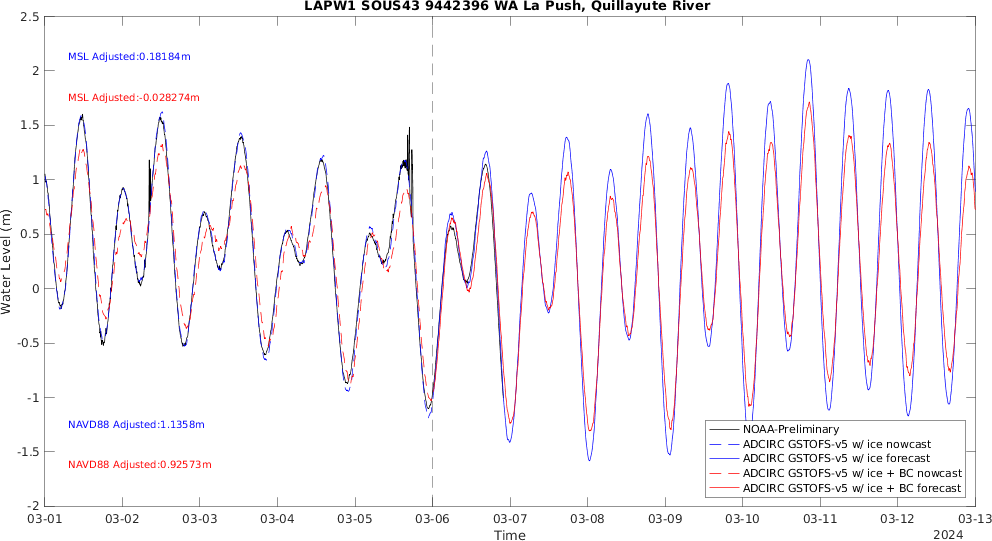 LAPW1 SOUS43 9442396 WA La Push, Quillayute River
2.5
2
1.5
1
0.5
0
-0.5
-1
-1.5
-2
Water Level (m)
MSL Adjusted:0.18184m
MSL Adjusted:-0.028274m
NAVD88 Adjusted:1.1358m
NAVD88 Adjusted:0.92573m
NOAA-Preliminary
ADCIRC GSTOFS-v5 w/ ice nowcast
ADCIRC GSTOFS-v5 w/ ice forecast
ADCIRC GSTOFS-v5 w/ ice + BC nowcast
ADCIRC GSTOFS-v5 w/ ice + BC forecast
03-01 03-02 03-03 03-04 03-05 03-06 03-07 03-08 03-09 03-10 03-11 03-12 03-13
Time
2024